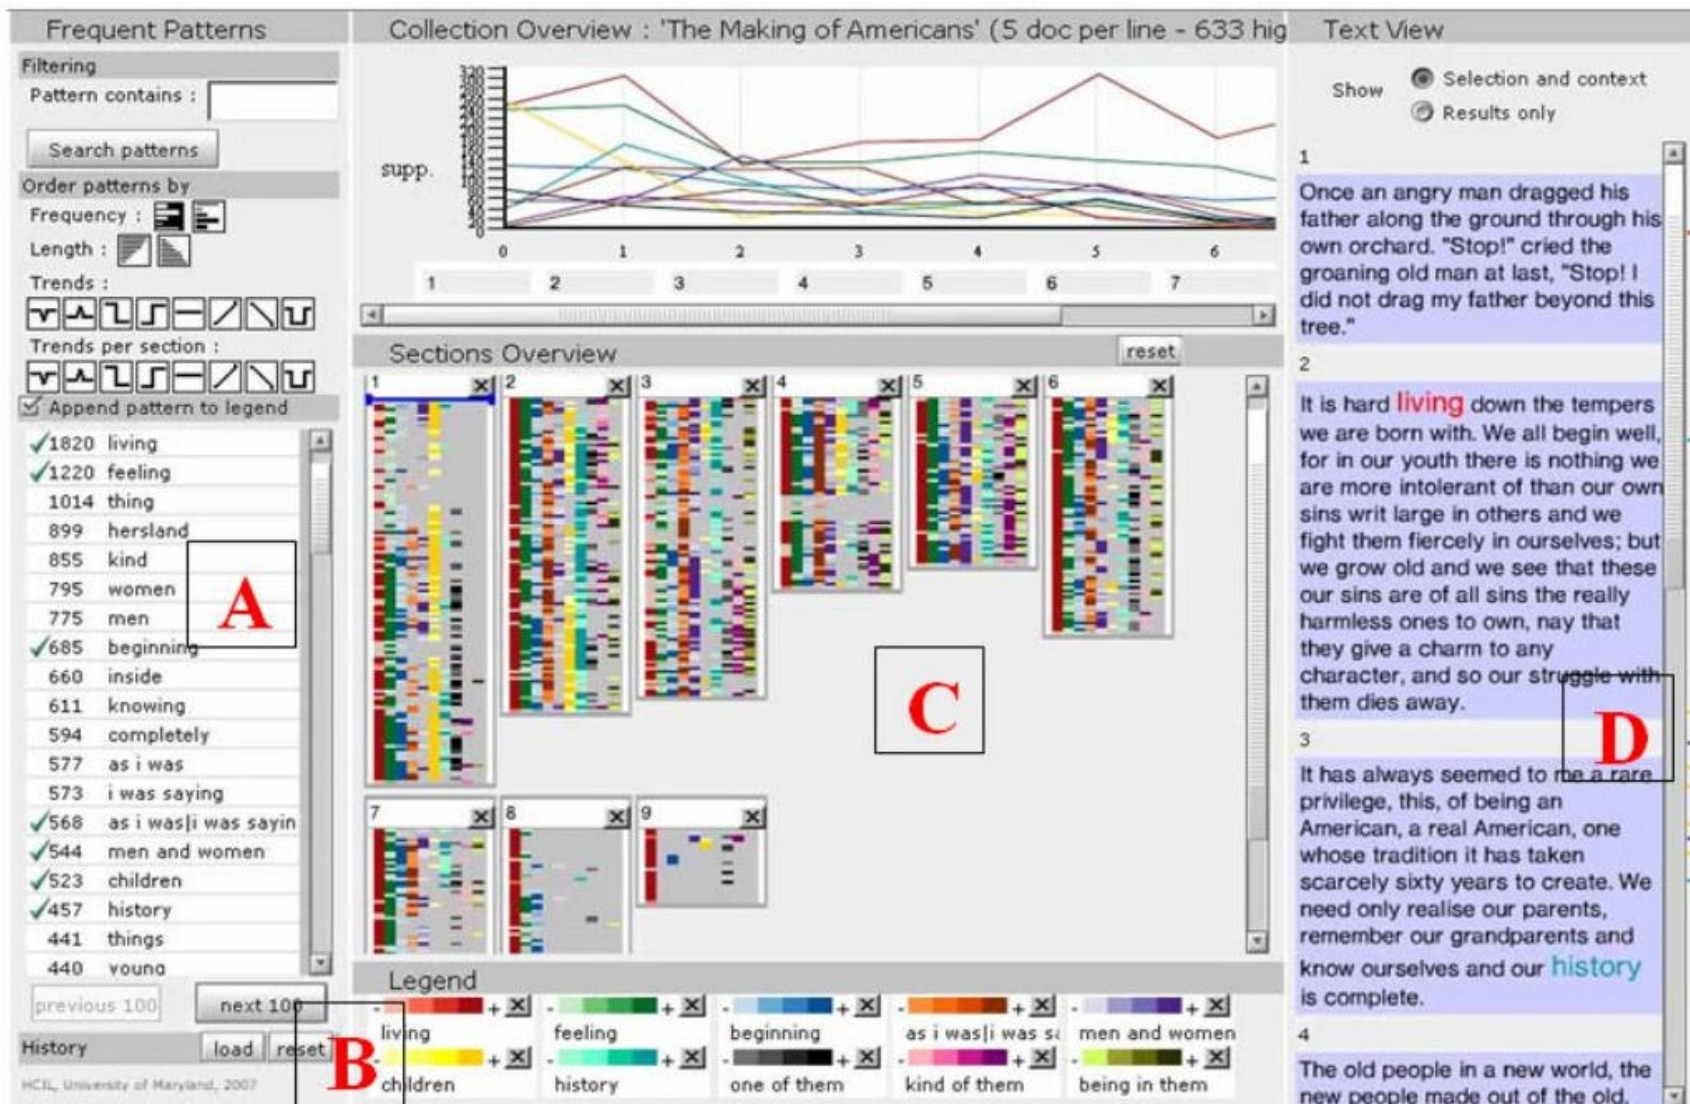 Frequent Patterns
Filtering
Pattern contains :
Search patterns
Order patterns by
Frequency :
Length :
Trends :
Trends per section :
Append pattern to legend
1820 living
1220 feeling
1014 thing
899 hersland
855 kind
795 women
775 men
685 beginning
660 inside
611 knowing
594 completely
577 as i was
573 i was saying
568 as i was|i was sayin
544 men and women
523 children
457 history
441 things
440 young
previous 100
next 100
History load reset
HCIL, University of Maryland, 2007
A
B
Collection Overview : 'The Making of Americans' (5 doc per line - 633 hig
supp.
0 1 2 3 4 5 6
1 2 3 4 5 6 7
Sections Overview reset
1 2 3 4 5 6
7 8 9
C
Legend
- + - + - + - + - +
living feeling beginning as i was|i was sa men and women
- + - + - + - + - +
children history one of them kind of them being in them
Text View
Show
Selection and context
Results only
1
Once an angry man dragged his
father along the ground through his
own orchard. "Stop!" cried the
groaning old man at last, "Stop! I
did not drag my father beyond this
tree."
2
It is hard living down the tempers
we are born with. We all begin well,
for in our youth there is nothing we
are more intolerant of than our own
sins writ large in others and we
fight them fiercely in ourselves; but
we grow old and we see that these
our sins are of all sins the really
harmless ones to own, nay that
they give a charm to any
character, and so our struggle with
them dies away.
D
3
It has always seemed to me a rare
privilege, this, of being an
American, a real American, one
whose tradition it has taken
scarcely sixty years to create. We
need only realise our parents,
remember our grandparents and
know ourselves and our history
is complete.
4
The old people in a new world, the
new people made out of the old,